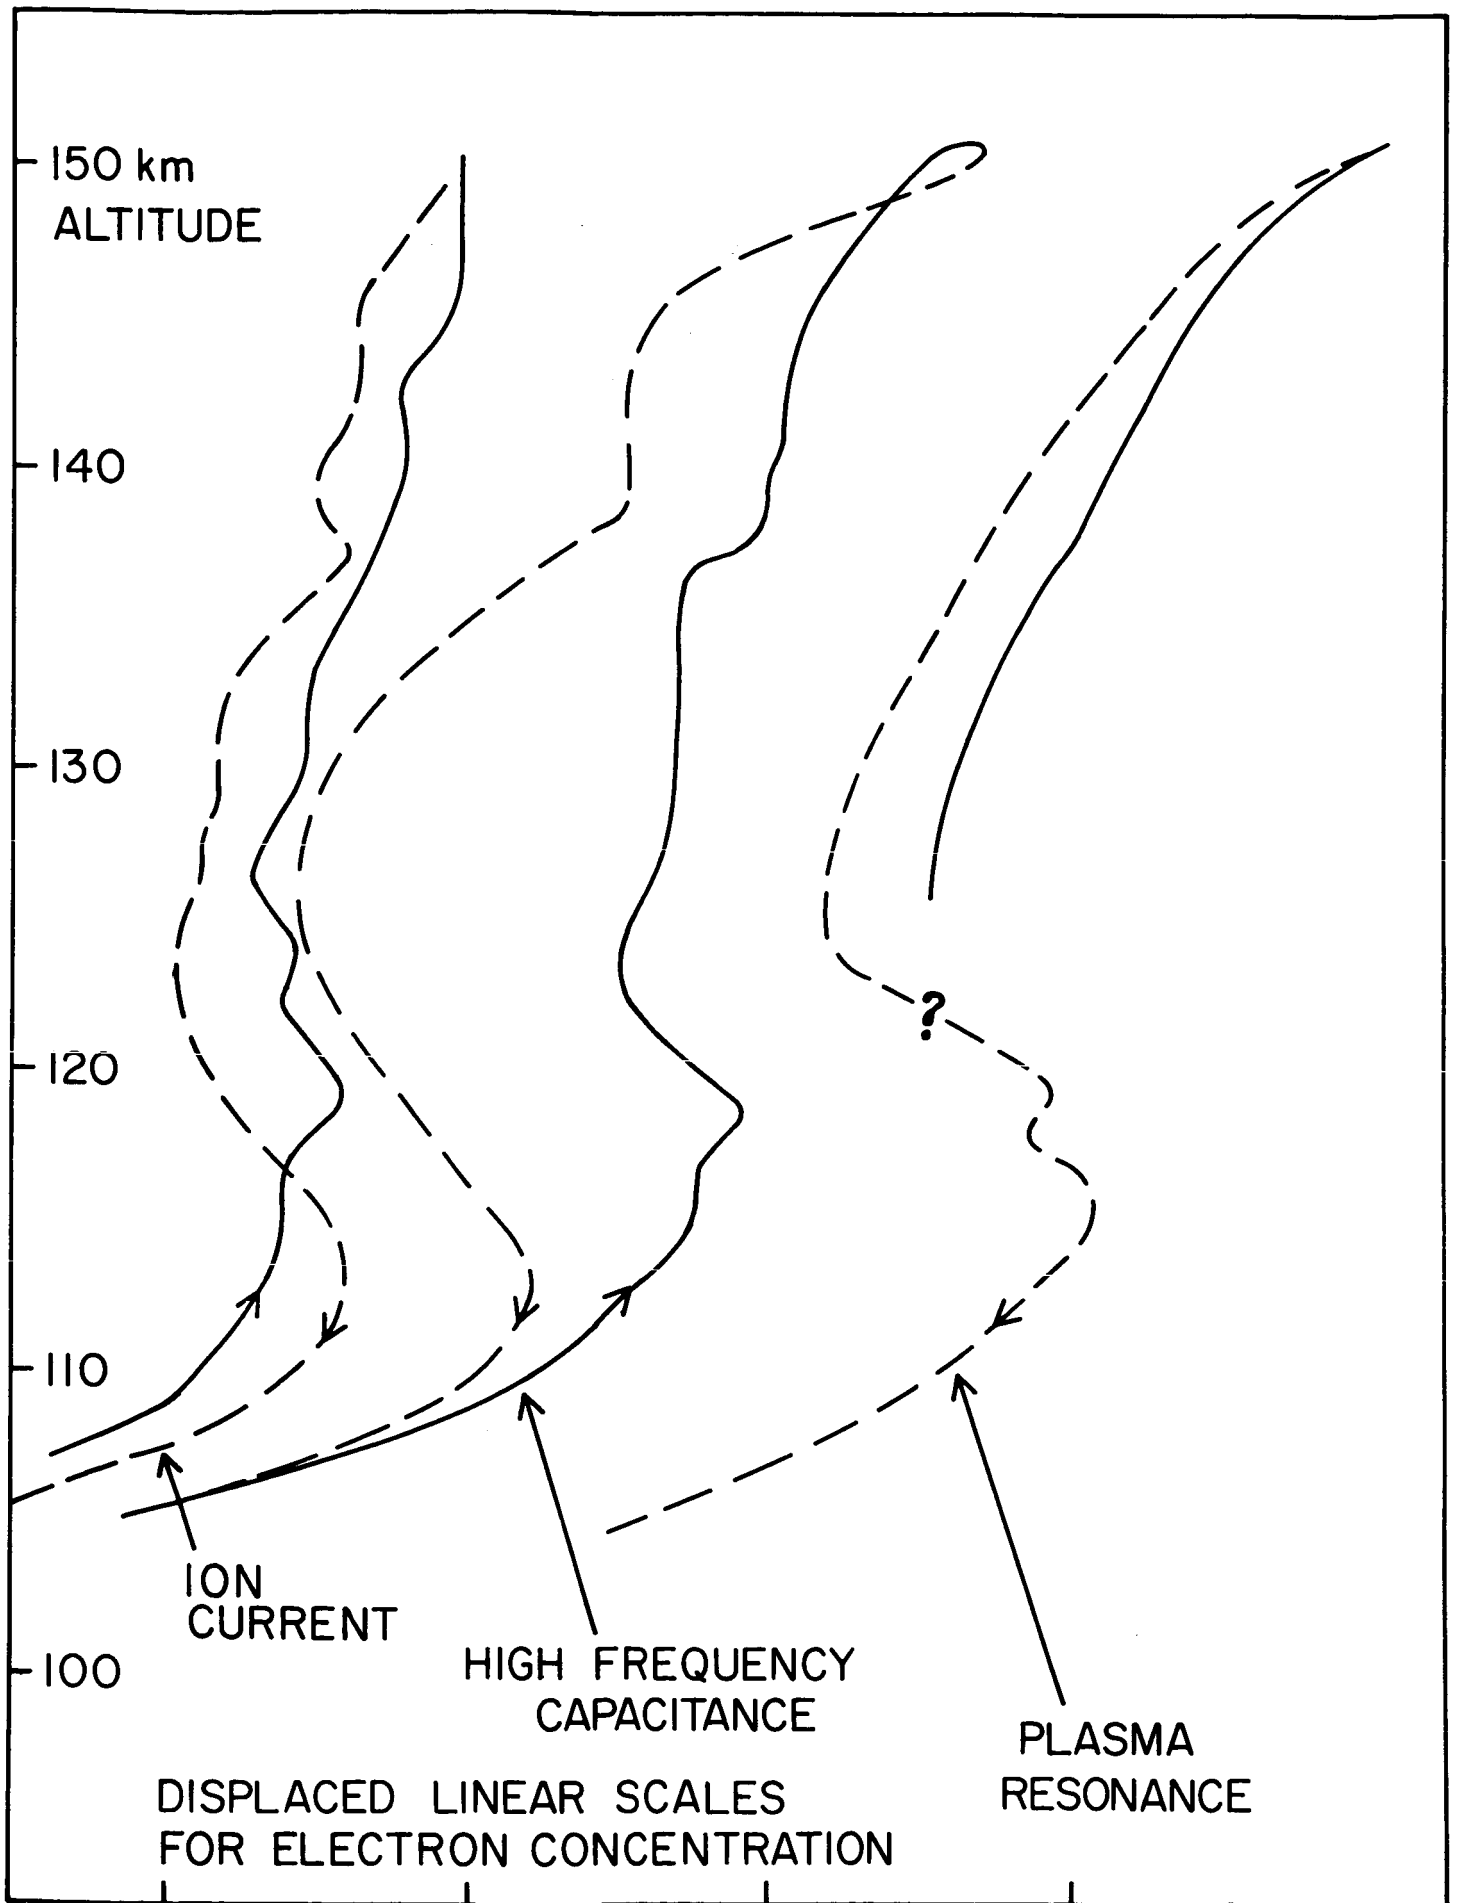 150 km
ALTITUDE
140
130
?
120
110
ION
CURRENT
100
HIGH FREQUENCY
CAPACITANCE
PLASMA
RESONANCE
DISPLACED LINEAR SCALES
FOR ELECTRON CONCENTRATION